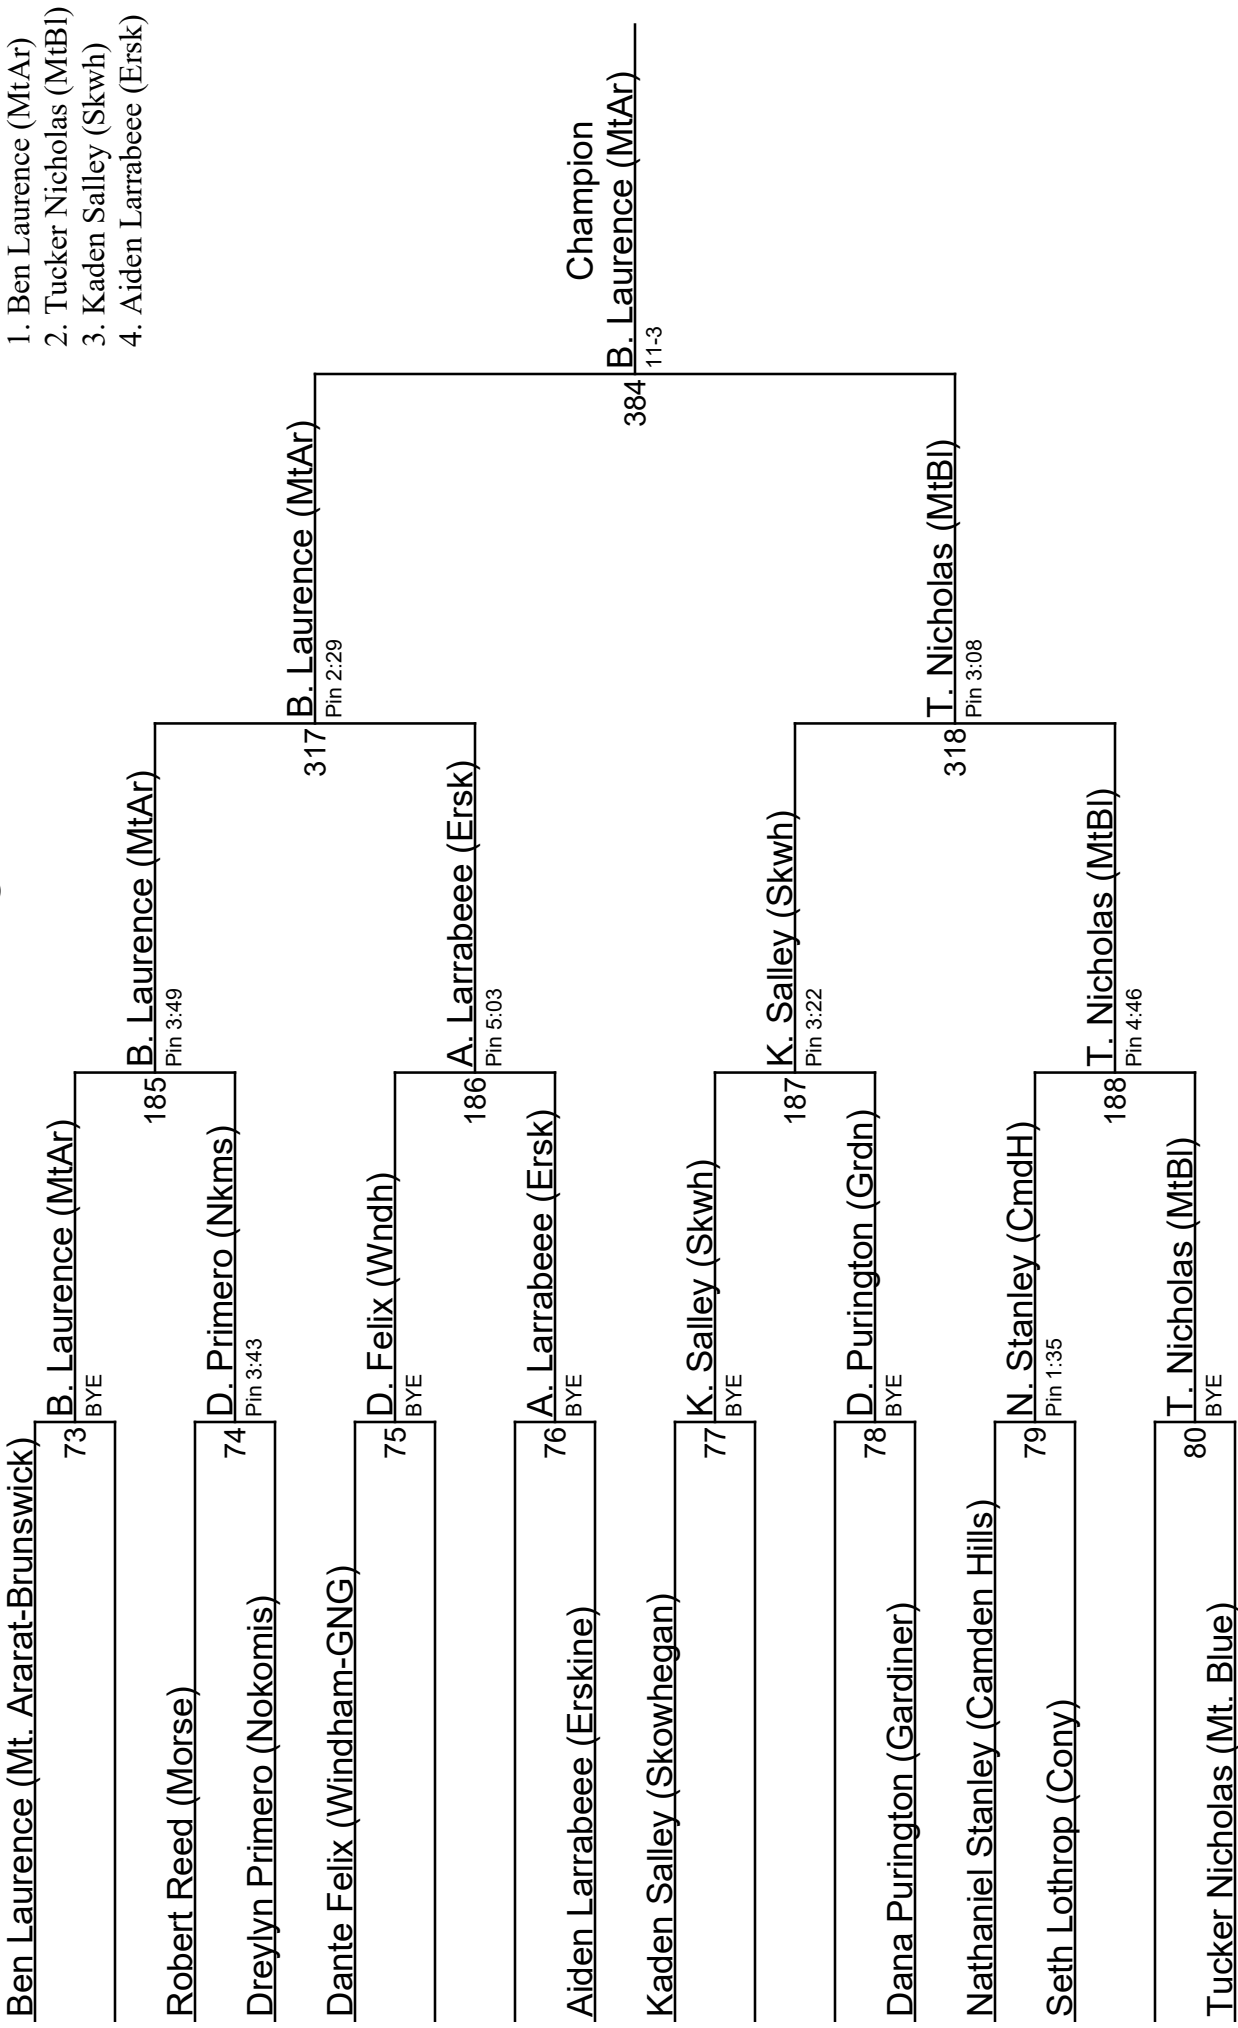 1. Ben Laurence (MtAr)
2. Tucker Nicholas (MtBl)
3. Kaden Salley (Skwh)
4. Aiden Larrabeee (Ersk)
Ben Laurence (Mt. Ararat-Brunswick)
73
B. Laurence (MtAr)
BYE
Robert Reed (Morse)
74
Dreylyn Primero (Nokomis)
D. Primero (Nkms)
Pin 3:43
185
B. Laurence (MtAr)
Pin 3:49
Dante Felix (Windham-GNG)
75
D. Felix (Wndh)
BYE
76
Aiden Larrabeee (Erskine)
A. Larrabeee (Ersk)
BYE
186
A. Larrabeee (Ersk)
Pin 5:03
317
B. Laurence (MtAr)
Pin 2:29
Kaden Salley (Skowhegan)
77
K. Salley (Skwh)
BYE
78
Dana Purington (Gardiner)
D. Purington (Grdn)
BYE
187
K. Salley (Skwh)
Pin 3:22
Nathaniel Stanley (Camden Hills)
79
Seth Lothrop (Cony)
N. Stanley (CmdH)
Pin 1:35
80
Tucker Nicholas (Mt. Blue)
T. Nicholas (MtBl)
BYE
188
T. Nicholas (MtBl)
Pin 4:46
318
T. Nicholas (MtBl)
Pin 3:08
384
Champion
B. Laurence (MtAr)
11-3